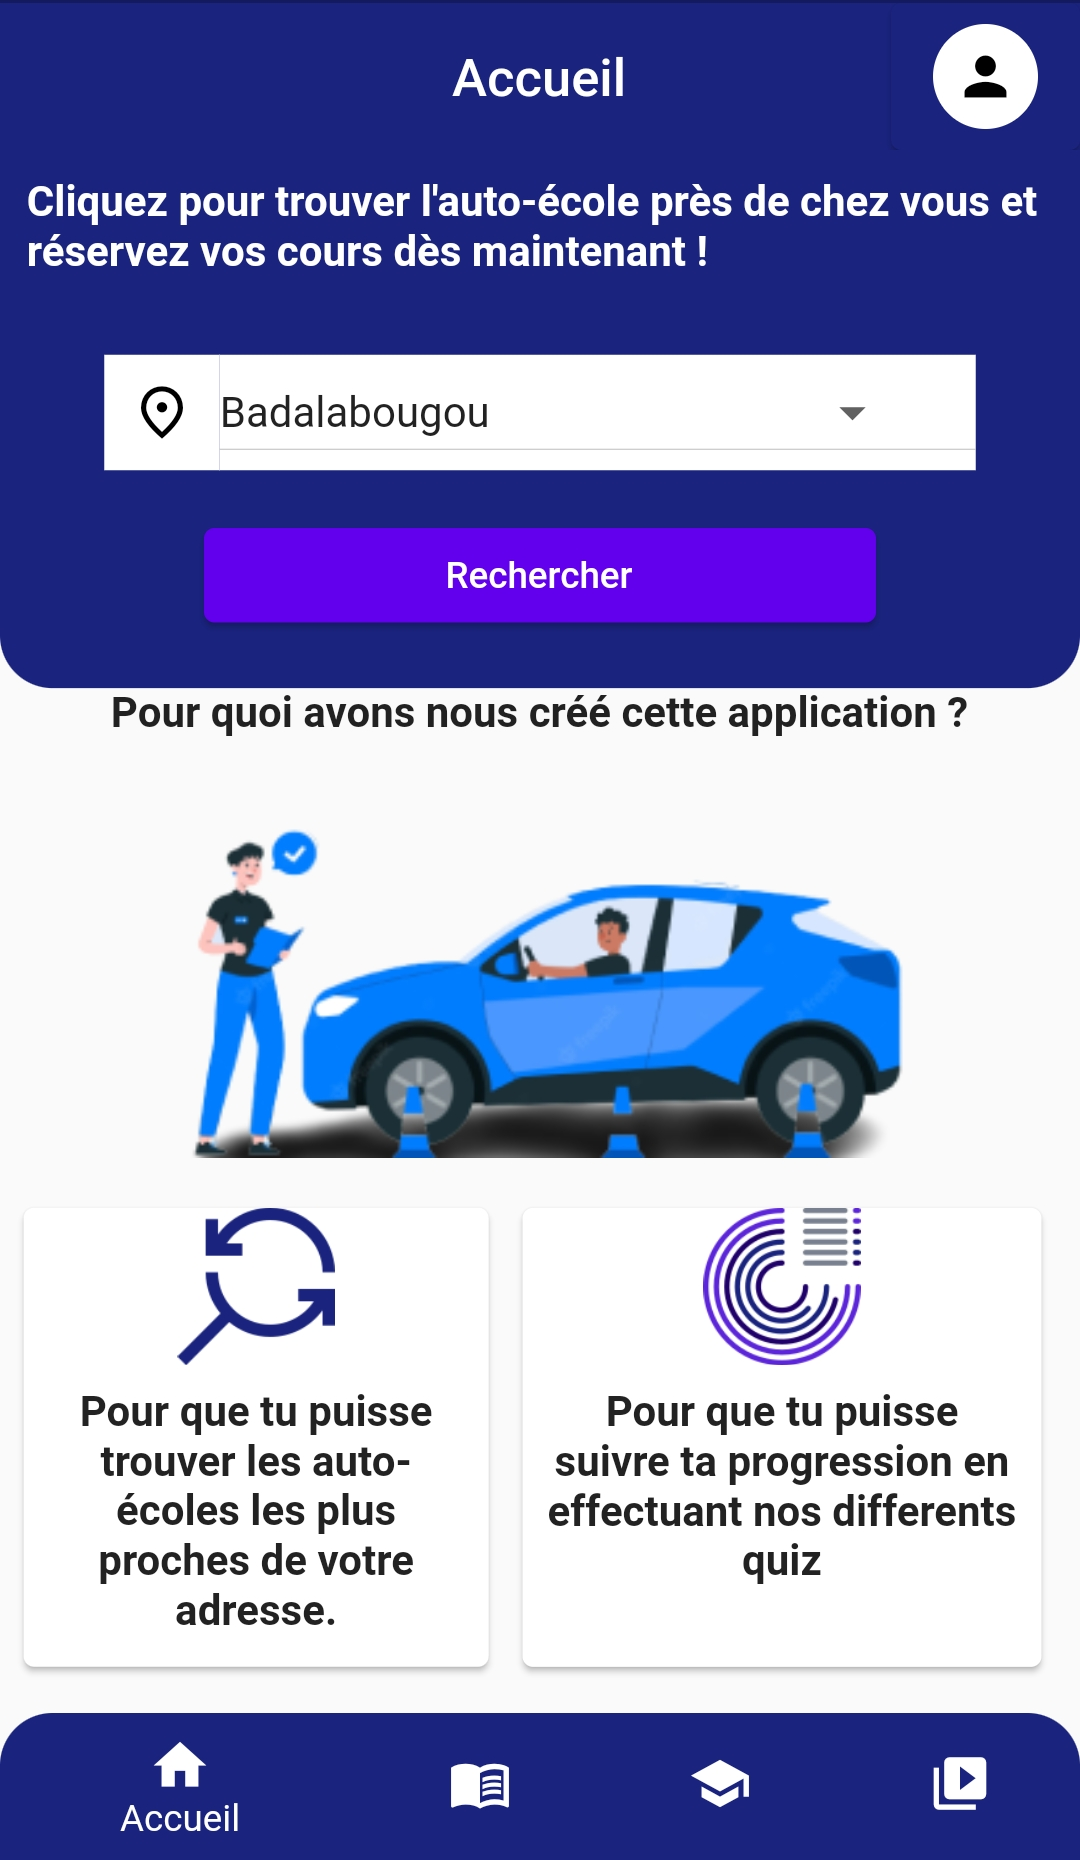 Accueil
Cliquez pour trouver l'auto-école près de chez vous et
réservez vos cours dès maintenant !
Badalabougou
Rechercher
Pour quoi avons nous créé cette application ?
Pour que tu puisse
trouver les auto-
écoles les plus
proches de votre
adresse.
Pour que tu puisse
suivre ta progression en
effectuant nos differents
quiz
Accueil